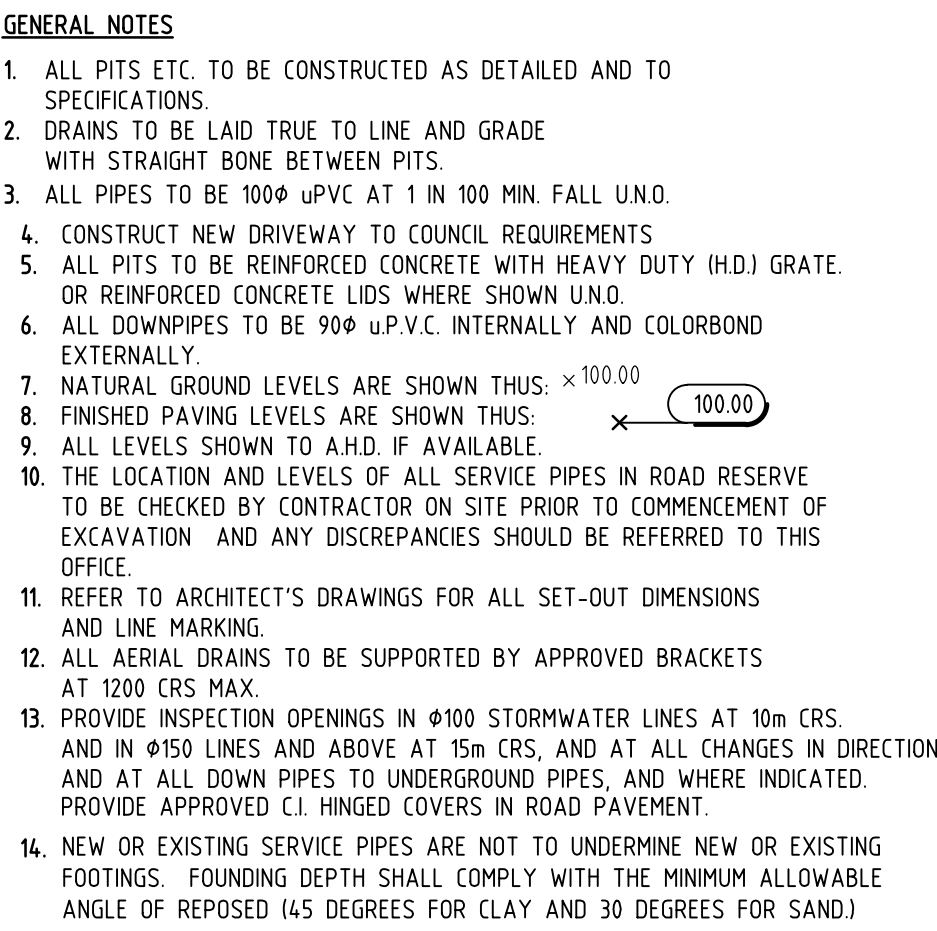 GENERAL NOTES
1. ALL PITS ETC. TO BE CONSTRUCTED AS DETAILED AND TO
SPECIFICATIONS.
2. DRAINS TO BE LAID TRUE TO LINE AND GRADE
WITH STRAIGHT BONE BETWEEN PITS.
3. ALL PIPES TO BE 100Φ uPVC AT 1 IN 100 MIN. FALL U.N.O.
4. CONSTRUCT NEW DRIVEWAY TO COUNCIL REQUIREMENTS
5. ALL PITS TO BE REINFORCED CONCRETE WITH HEAVY DUTY (H.D.) GRATE.
OR REINFORCED CONCRETE LIDS WHERE SHOWN U.N.O.
6. ALL DOWNPIPES TO BE 90Φ u.P.V.C. INTERNALLY AND COLORBOND
EXTERNALLY.
7. NATURAL GROUND LEVELS ARE SHOWN THUS: ×100.00
8. FINISHED PAVING LEVELS ARE SHOWN THUS: × 100.00
9. ALL LEVELS SHOWN TO A.H.D. IF AVAILABLE.
10. THE LOCATION AND LEVELS OF ALL SERVICE PIPES IN ROAD RESERVE
TO BE CHECKED BY CONTRACTOR ON SITE PRIOR TO COMMENCEMENT OF
EXCAVATION AND ANY DISCREPANCIES SHOULD BE REFERRED TO THIS
OFFICE.
11. REFER TO ARCHITECT'S DRAWINGS FOR ALL SET-OUT DIMENSIONS
AND LINE MARKING.
12. ALL AERIAL DRAINS TO BE SUPPORTED BY APPROVED BRACKETS
AT 1200 CRS MAX.
13. PROVIDE INSPECTION OPENINGS IN Φ100 STORMWATER LINES AT 10m CRS.
AND IN Φ150 LINES AND ABOVE AT 15m CRS, AND AT ALL CHANGES IN DIRECTION
AND AT ALL DOWN PIPES TO UNDERGROUND PIPES, AND WHERE INDICATED.
PROVIDE APPROVED C.I. HINGED COVERS IN ROAD PAVEMENT.
14. NEW OR EXISTING SERVICE PIPES ARE NOT TO UNDERMINE NEW OR EXISTING
FOOTINGS. FOUNDING DEPTH SHALL COMPLY WITH THE MINIMUM ALLOWABLE
ANGLE OF REPOSED (45 DEGREES FOR CLAY AND 30 DEGREES FOR SAND.)